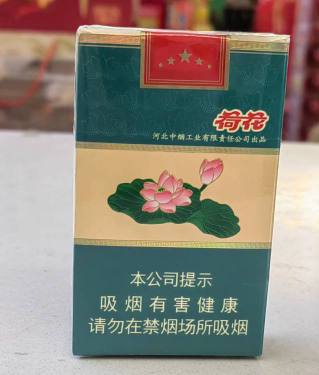 荷花
河北中烟工业有限责任公司出品
本公司提示
吸烟有害健康
请勿在禁烟场所吸烟